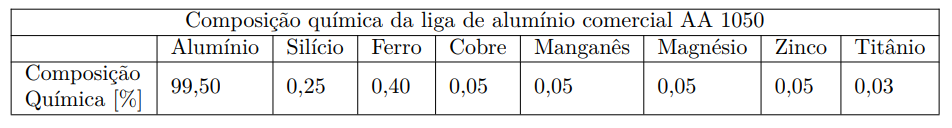 Composição química da liga de alumínio comercial AA 1050
Alumínio Silício Ferro Cobre Manganês Magnésio Zinco Titânio
Composição
Química [%] 99,50 0,25 0,40 0,05 0,05 0,05 0,05 0,03